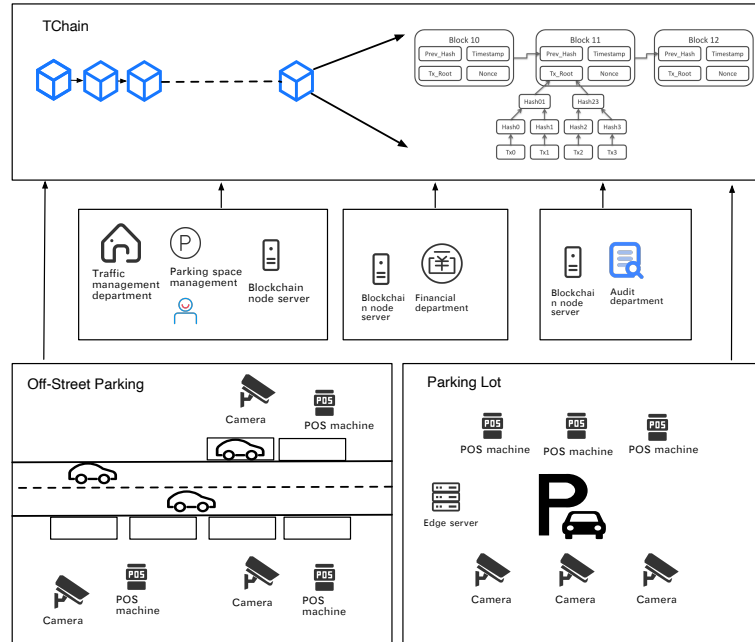 TChain
Block 10
Prev_Hash
Timestamp
Tx_Root
Nonce
Block 11
Prev_Hash
Timestamp
Tx_Root
Nonce
Block 12
Prev_Hash
Timestamp
Tx_Root
Nonce
Hash01
Hash23
Hash0
Hash1
Hash2
Hash3
Tx0
Tx1
Tx2
Tx3
Traffic
management
department
P
Parking space
management
Blockchain
node server
Blockchai
n node
server
Financial
department
Blockchai
n node
server
Audit
department
Off-Street Parking
Camera
POS
POS machine
Camera
POS
POS
machine
Camera
POS
POS
machine
Parking Lot
POS
POS machine
POS
POS machine
POS
POS machine
Edge server
P
Camera
Camera
Camera